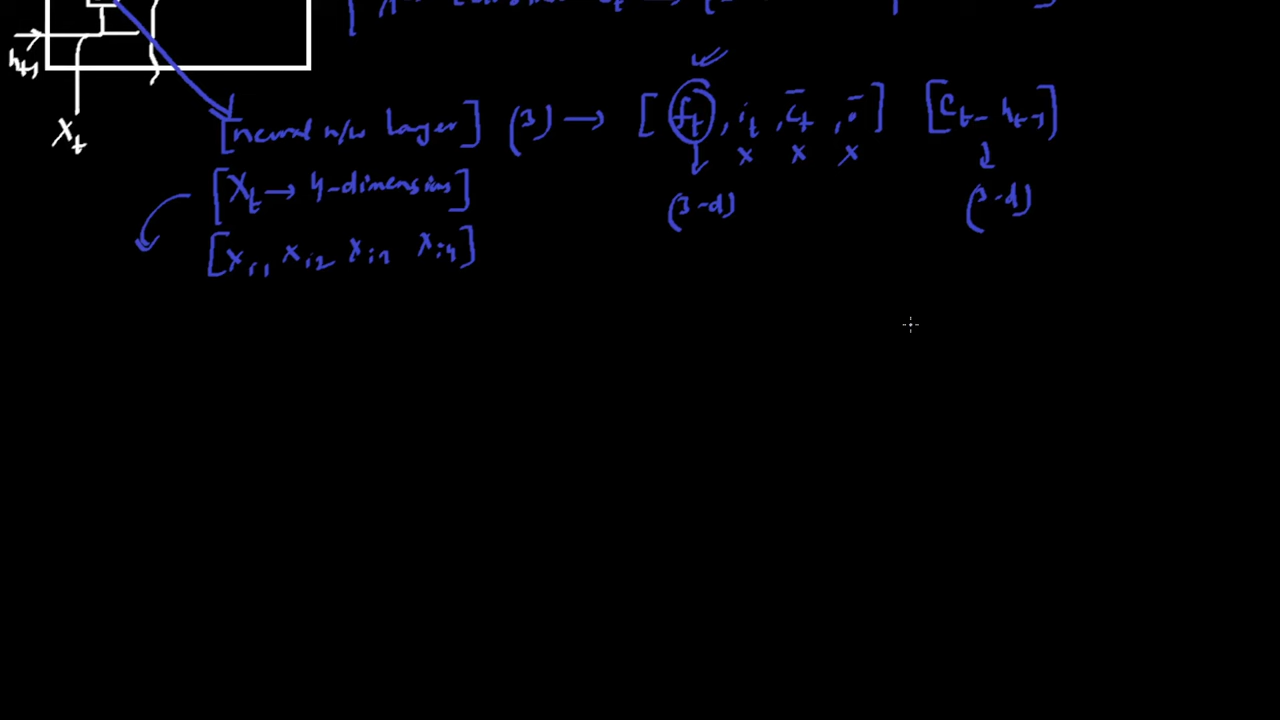 h_{t-1}
X_t
[neural n/w Layer] (3) → [f_t, i_t, c̄_t, ō] [C_{t-} h_{t-1}]
x x x
[X_t → 4-dimensions] (3-d) (3-d)
[x_{i1} x_{i2} x_{i3} x_{i4}]